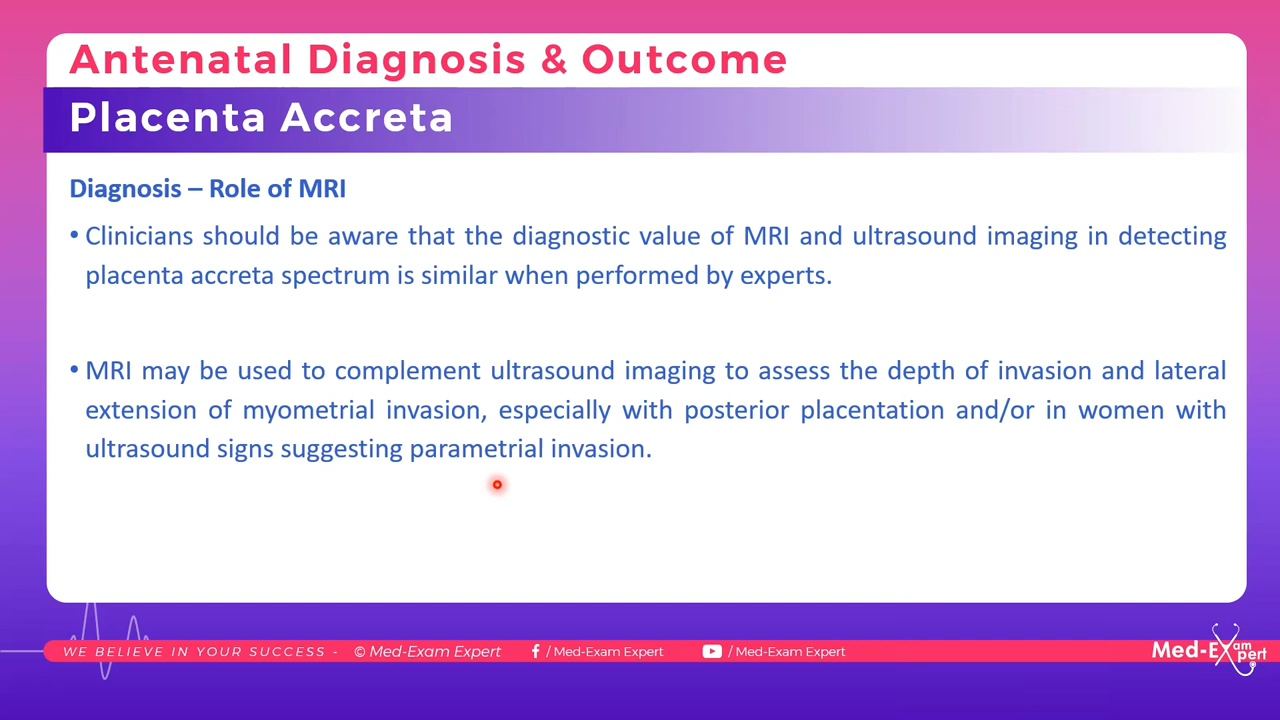 Antenatal Diagnosis & Outcome
Placenta Accreta
Diagnosis – Role of MRI
• Clinicians should be aware that the diagnostic value of MRI and ultrasound imaging in detecting
placenta accreta spectrum is similar when performed by experts.
• MRI may be used to complement ultrasound imaging to assess the depth of invasion and lateral
extension of myometrial invasion, especially with posterior placentation and/or in women with
ultrasound signs suggesting parametrial invasion.
WE BELIEVE IN YOUR SUCCESS - © Med-Exam Expert f / Med-Exam Expert / Med-Exam Expert
Med-Exam Expert